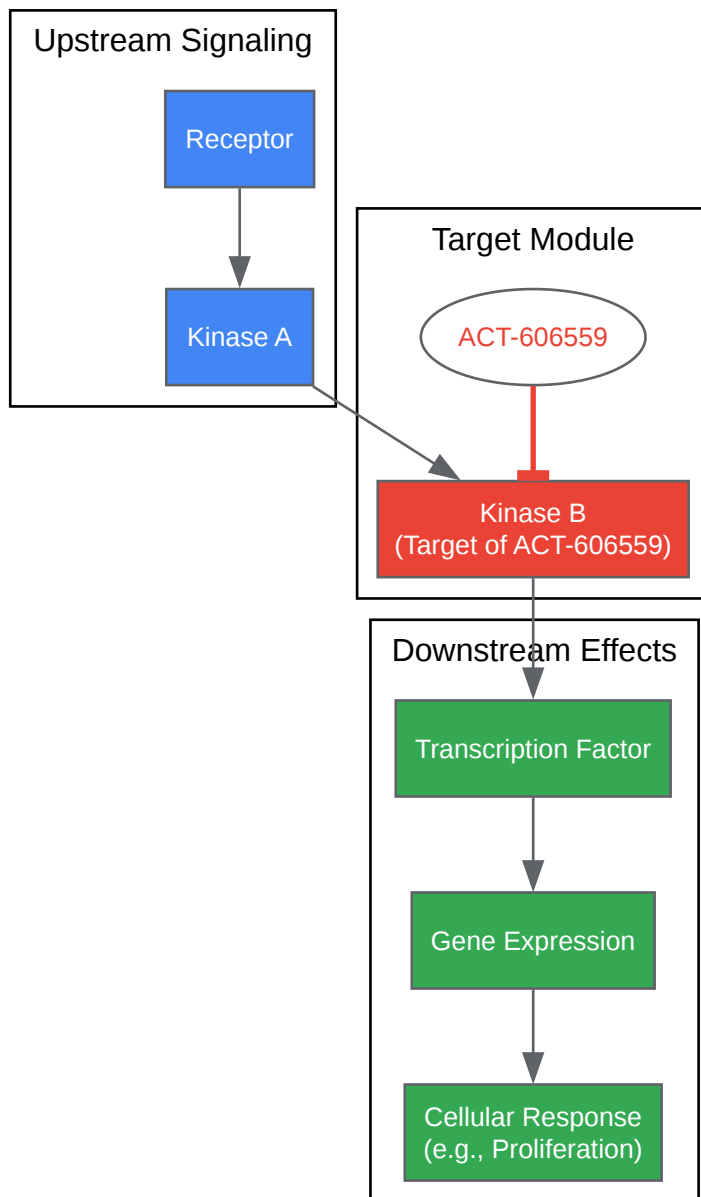 Upstream Signaling
Receptor
Kinase A
Target Module
ACT-606559
Kinase B
(Target of ACT-606559)
Downstream Effects
Transcription Factor
Gene Expression
Cellular Response
(e.g., Proliferation)